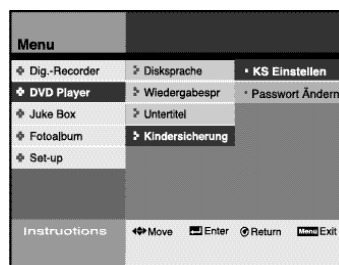 Menu
Dig.-Recorder
DVD Player
Juke Box
Fotoalbum
Set-up
Disksprache
Wiedergabespr
Untertitel
Kindersicherung
• KS Einstellen
• Passwort Ändern
Instructions
Move Enter Return Menu Exit